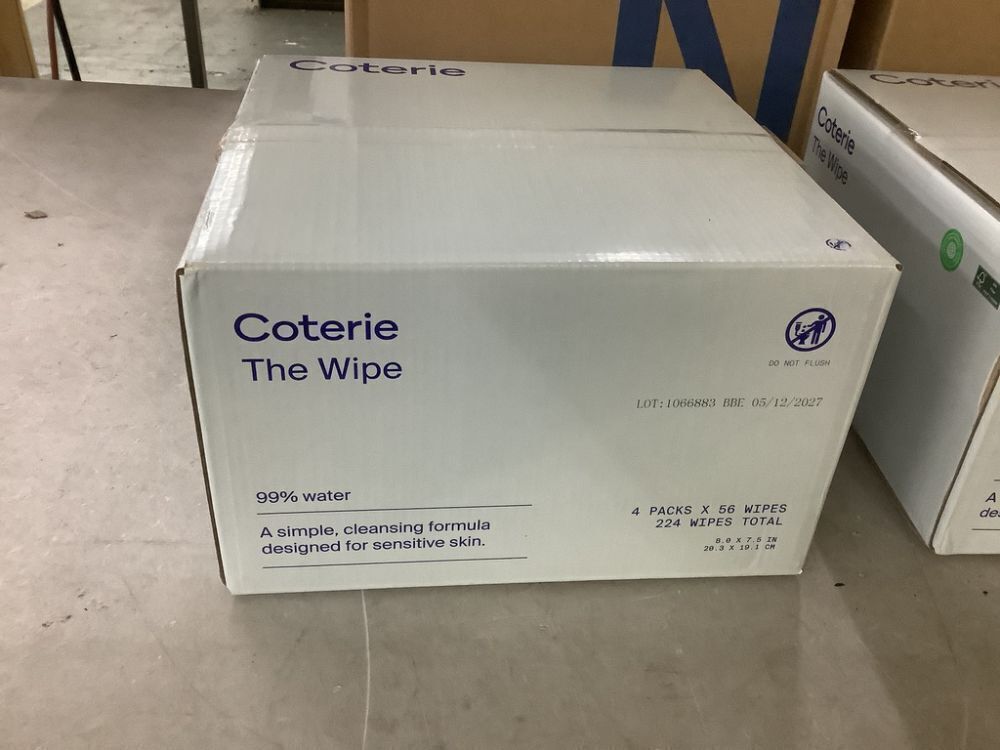 Coterie
Coterie
The Wipe
DO NOT FLUSH
LOT:1066883 BBE 05/12/2027
99% water
A simple, cleansing formula
designed for sensitive skin.
4 PACKS X 56 WIPES
224 WIPES TOTAL
8.0 X 7.5 IN
20.3 X 19.1 CM
N
Coterie
Coterie
The Wipe
A